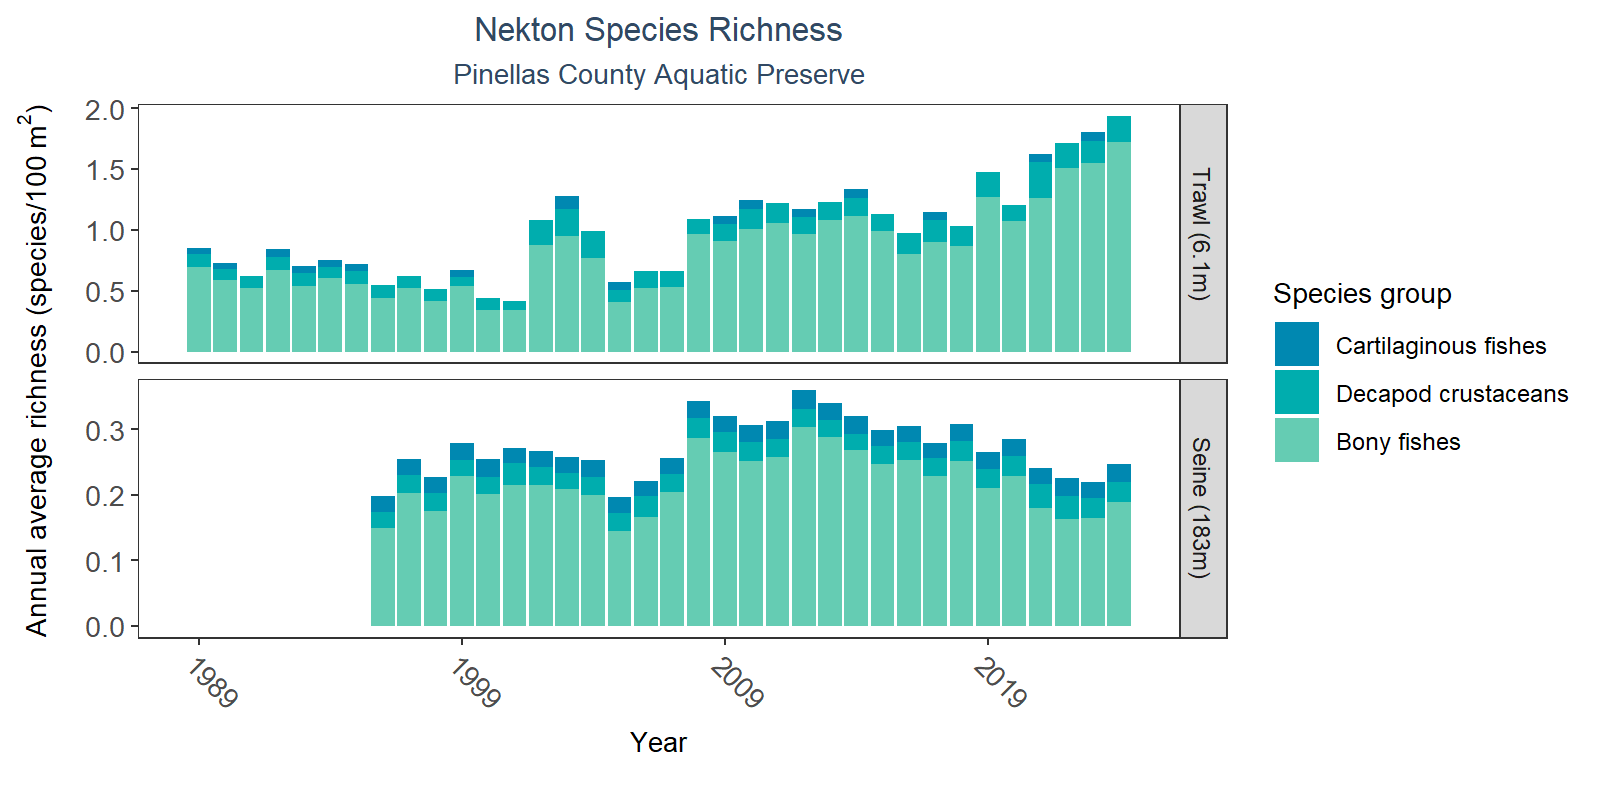 Nekton Species Richness
Pinellas County Aquatic Preserve
Annual average richness (species/100 m²)
2.0
1.5
1.0
0.5
0.0
Trawl (6.1m)
0.3
0.2
0.1
0.0
Seine (183m)
1989
1999
2009
2019
Year
Species group
Cartilaginous fishes
Decapod crustaceans
Bony fishes